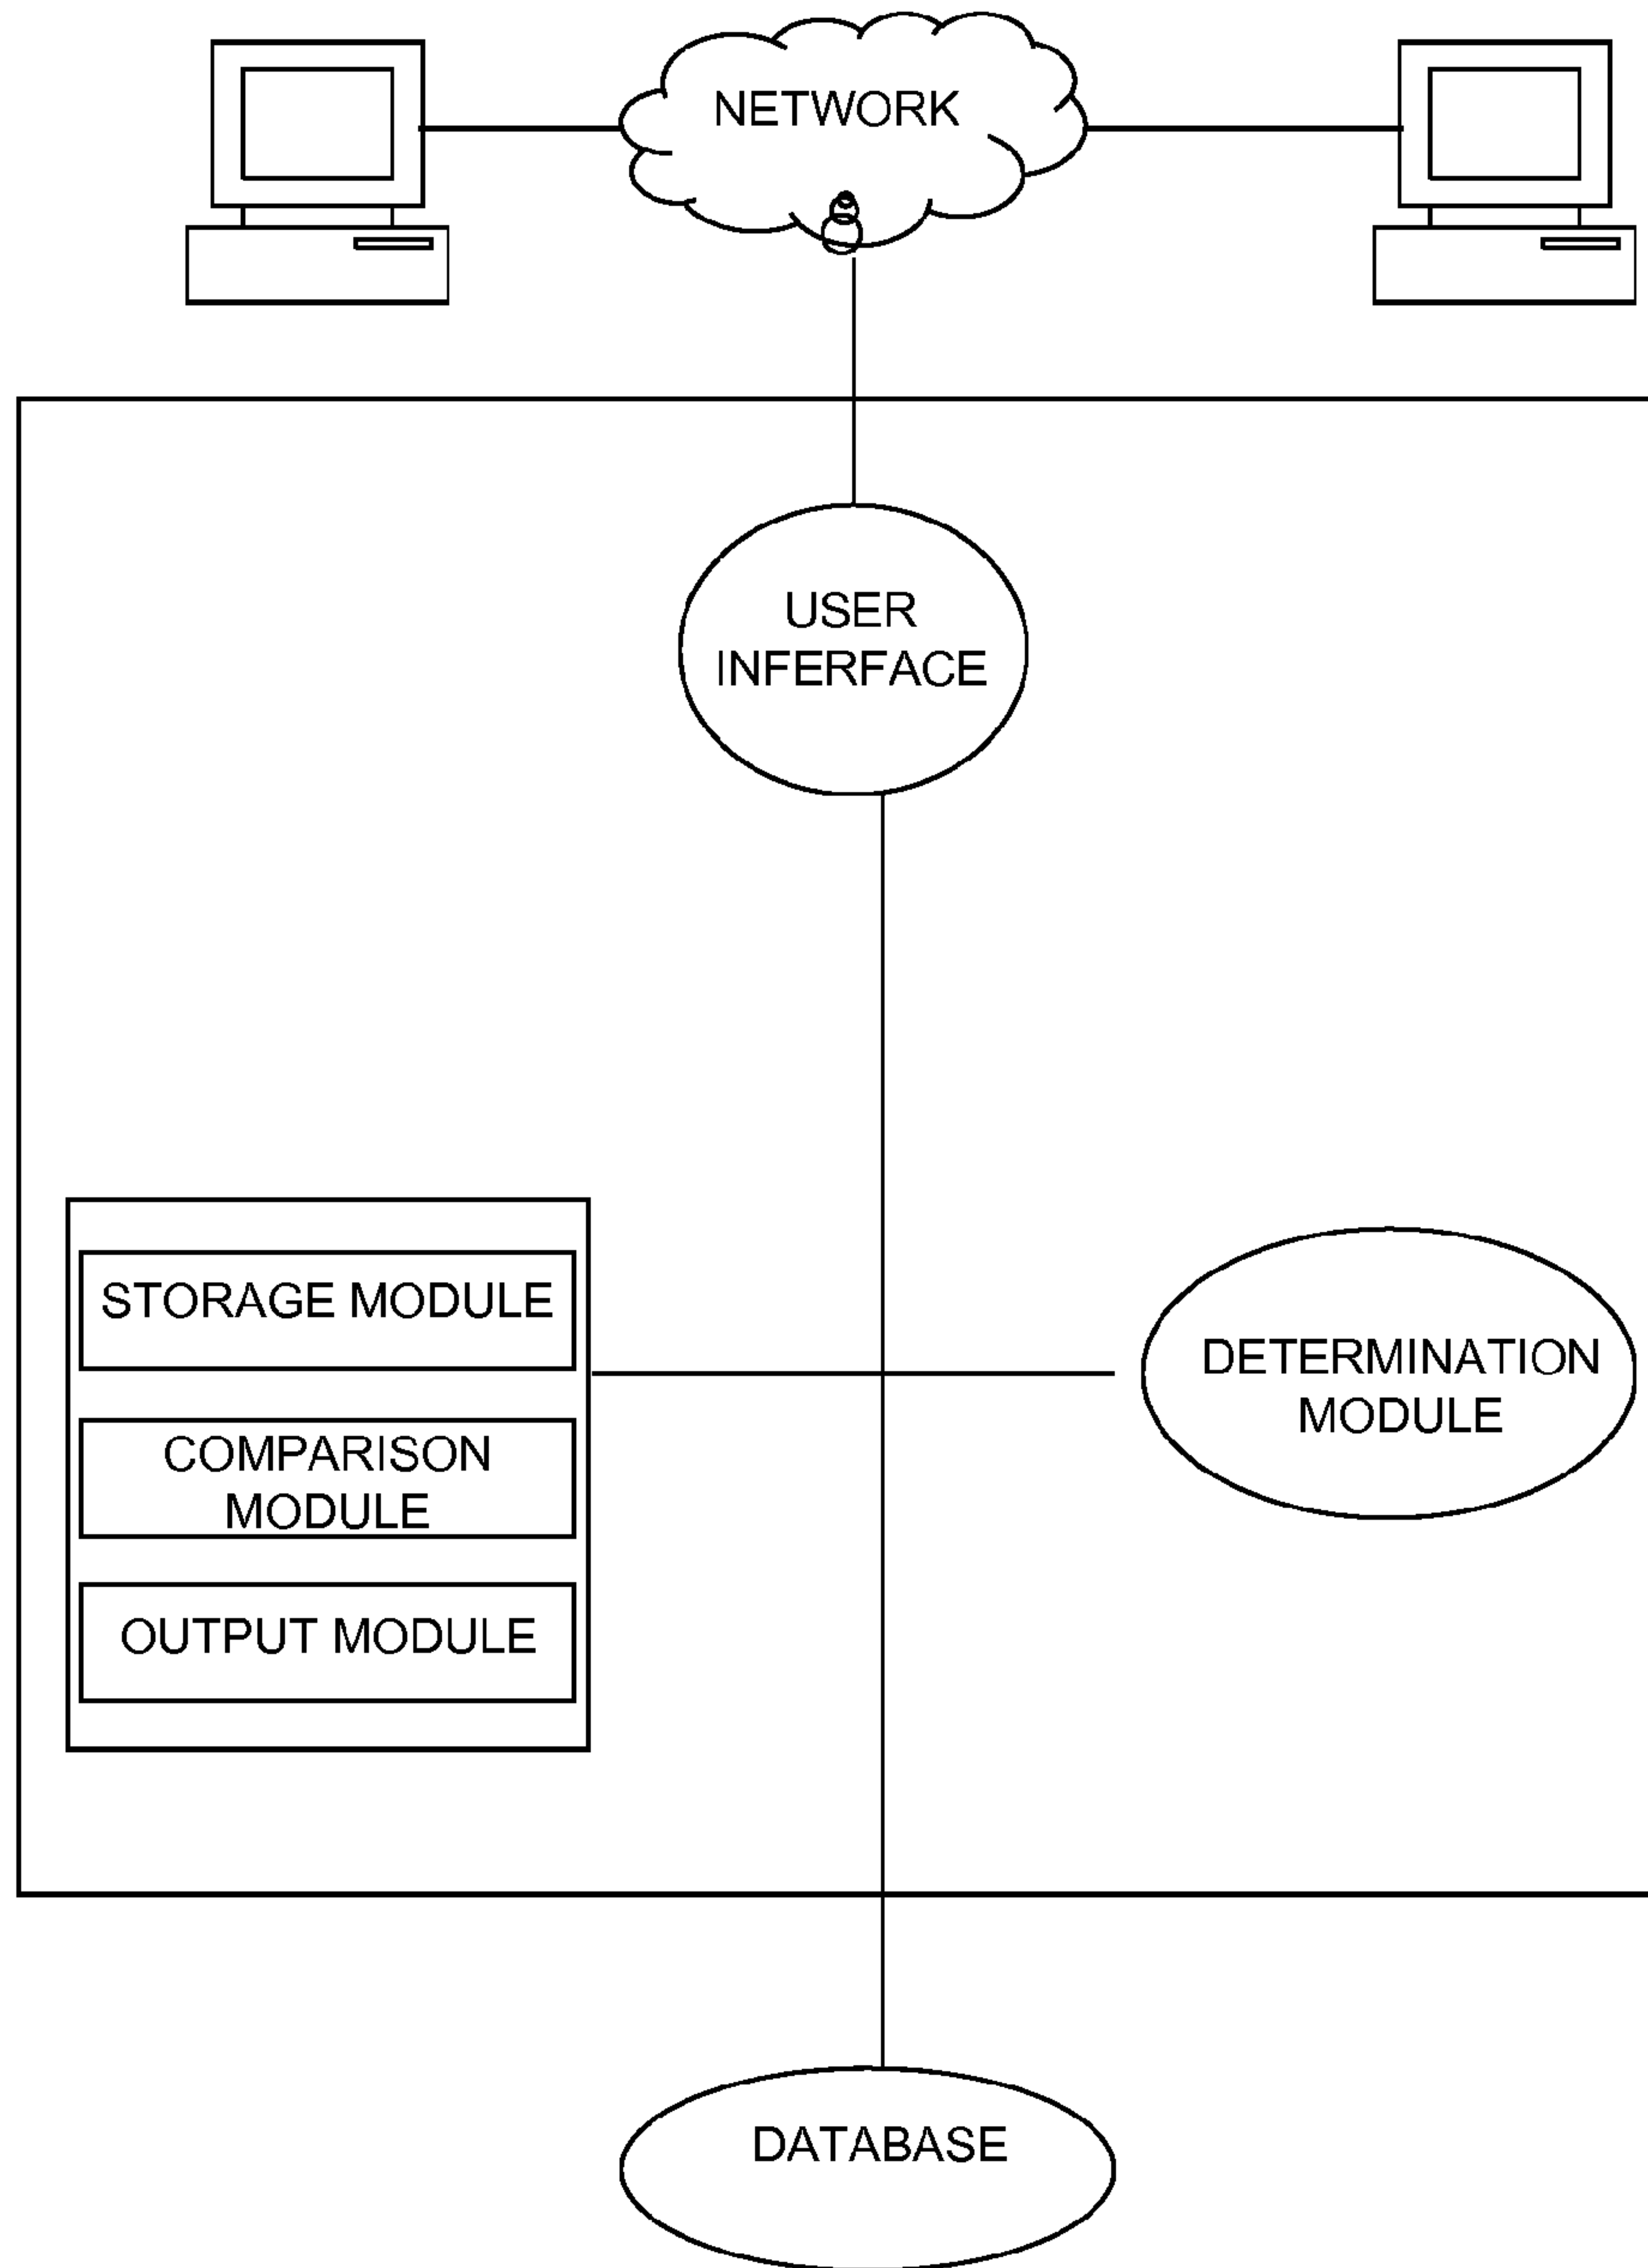 NETWORK
USER
INFERFACE
STORAGE MODULE
COMPARISON
MODULE
OUTPUT MODULE
DETERMINATION
MODULE
DATABASE